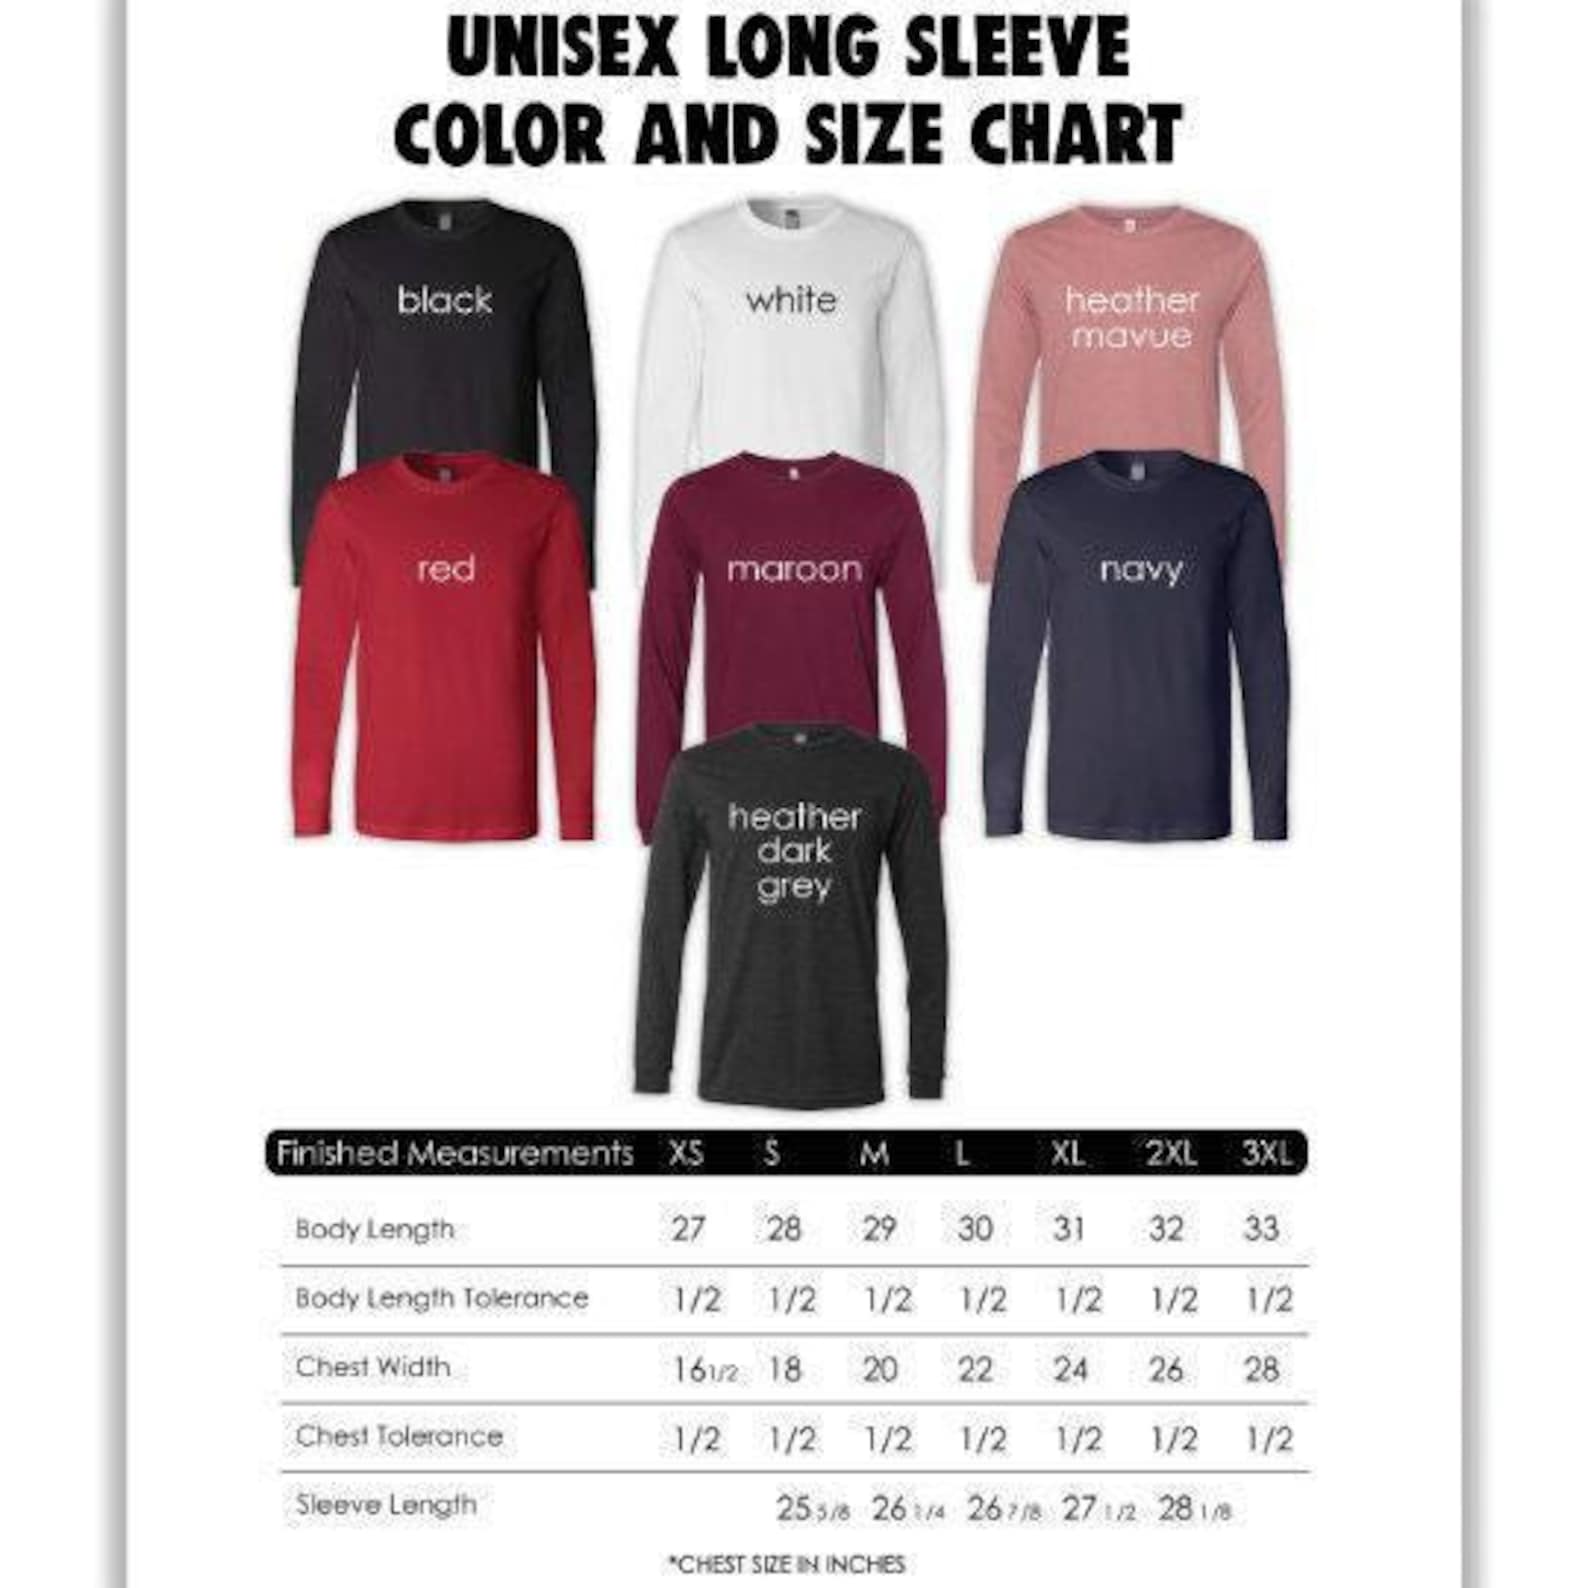 UNISEX LONG SLEEVE
COLOR AND SIZE CHART
black
white
heather
mavue
red
maroon
navy
heather
dark
grey
Finished Measurements XS S M L XL 2XL 3XL
Body Length 27 28 29 30 31 32 33
Body Length Tolerance 1/2 1/2 1/2 1/2 1/2 1/2 1/2
Chest Width 16 1/2 18 20 22 24 26 28
Chest Tolerance 1/2 1/2 1/2 1/2 1/2 1/2 1/2
Sleeve Length 25 5/8 26 1/4 26 7/8 27 1/2 28 1/8
*CHEST SIZE IN INCHES